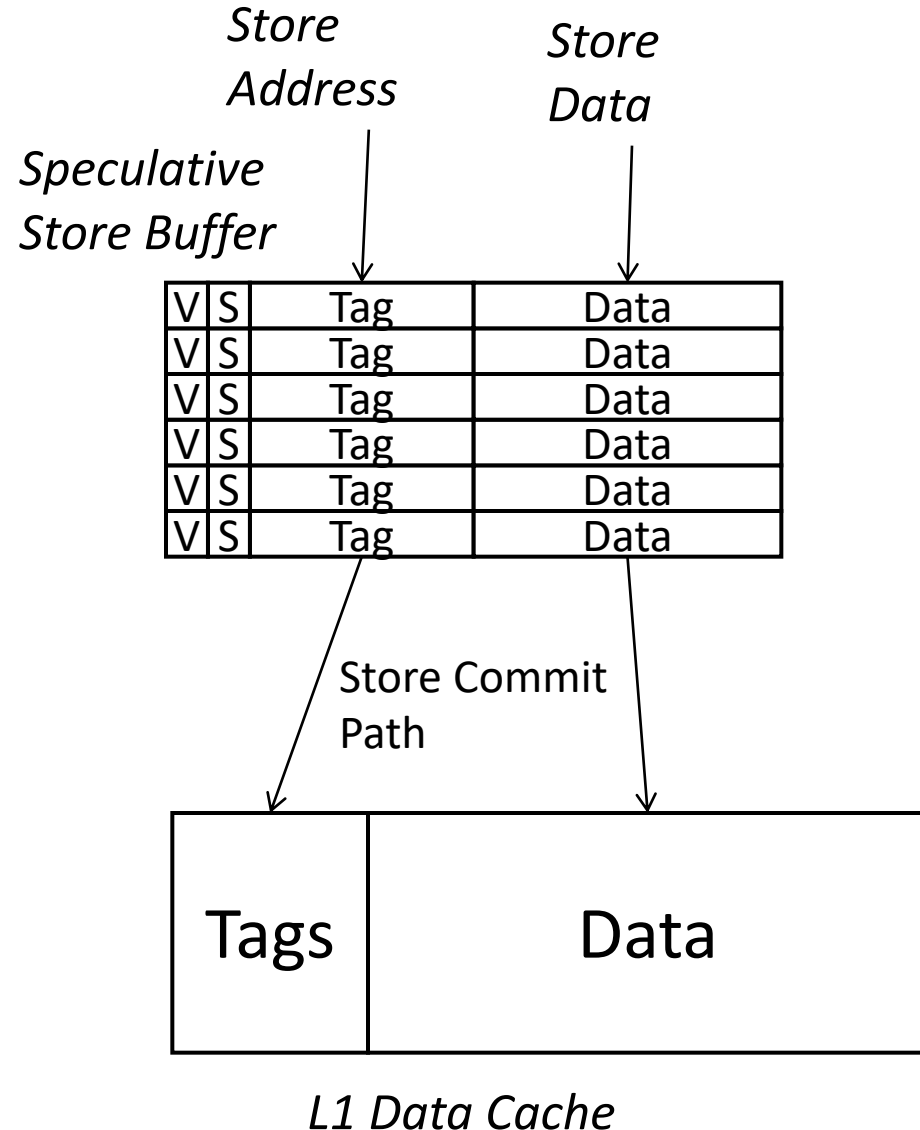 Store
Address
Store
Data
Speculative
Store Buffer
V S Tag Data
V S Tag Data
V S Tag Data
V S Tag Data
V S Tag Data
V S Tag Data
Store Commit
Path
Tags Data
L1 Data Cache